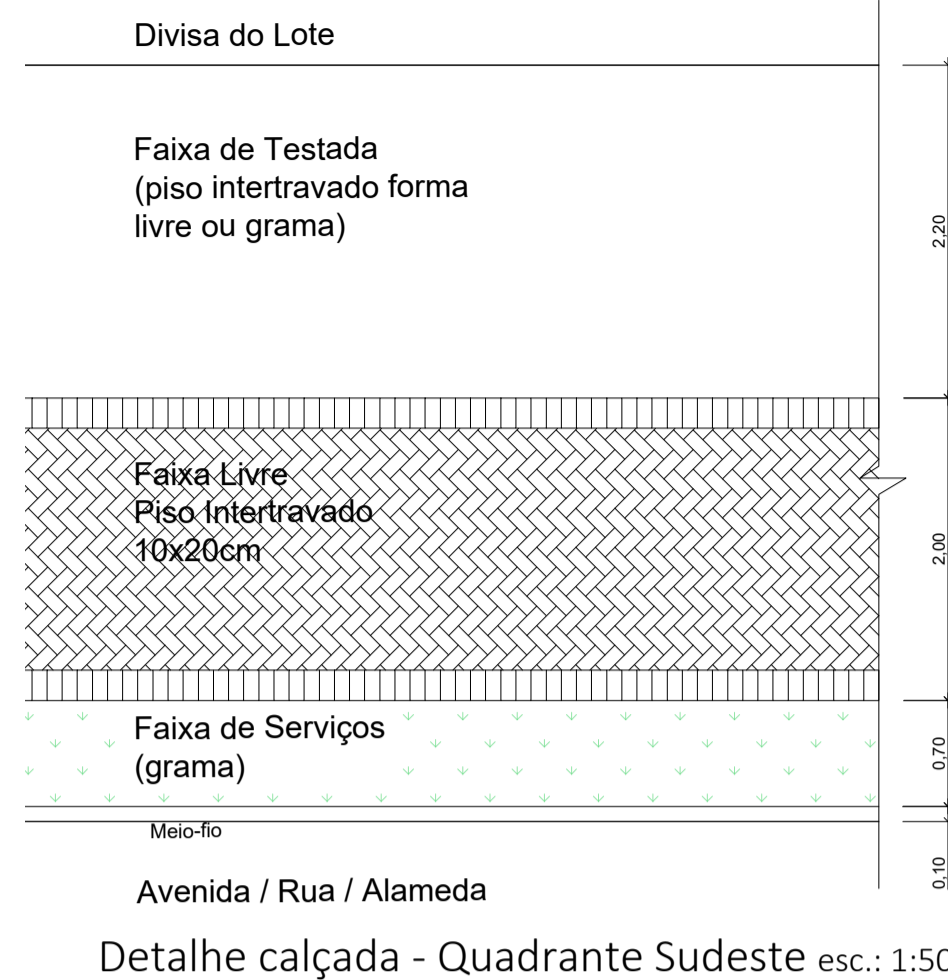 Divisa do Lote
Faixa de Testada
(piso intertravado forma
livre ou grama)
2,20
Faixa Livre
Piso Intertravado
10x20cm
2,00
Faixa de Serviços
(grama)
0,70
Meio-fio
0,10
Avenida / Rua / Alameda
Detalhe calçada - Quadrante Sudeste esc.: 1:50